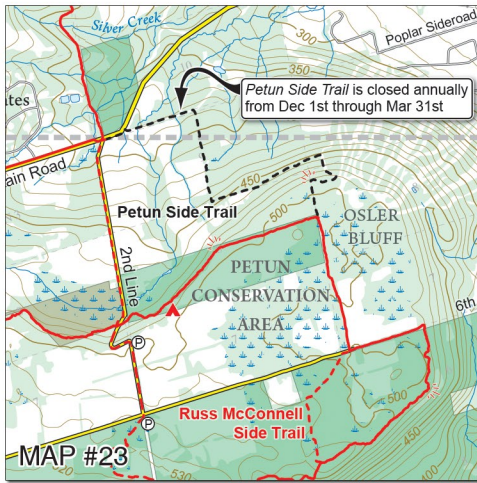 Silver Creek
300
Poplar Sideroad
350
Petun Side Trail is closed annually
from Dec 1st through Mar 31st
ates
ain Road
450
Petun Side Trail
500
OSLER
BLUFF
2nd Line
PETUN
CONSERVATION
AREA
6th
P
Russ McConnell
Side Trail
P
450
400
500
MAP #23
530
520